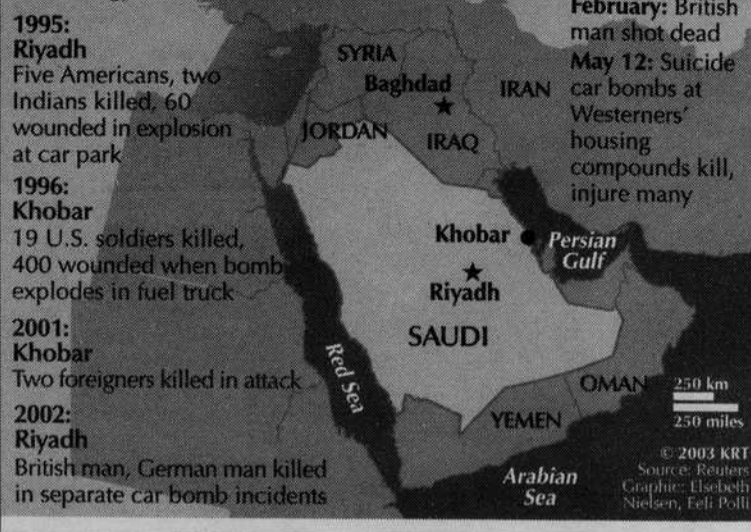 1995:
Riyadh
Five Americans, two
Indians killed, 60
wounded in explosion
at car park
1996:
Khobar
19 U.S. soldiers killed,
400 wounded when bomb
explodes in fuel truck
2001:
Khobar
Two foreigners killed in attack
2002:
Riyadh
British man, German man killed
in separate car bomb incidents
February: British
man shot dead
May 12: Suicide
car bombs at
Westerners'
housing
compounds kill,
injure many
SYRIA
Baghdad
IRAN
JORDAN
IRAQ
Khobar
Persian
Gulf
Riyadh
SAUDI
Red Sea
OMAN
YEMEN
Arabian
Sea
250 km
250 miles
© 2003 KRT
Source: Reuters
Graphic: Elsebeth
Nielsen, Eeli Polli